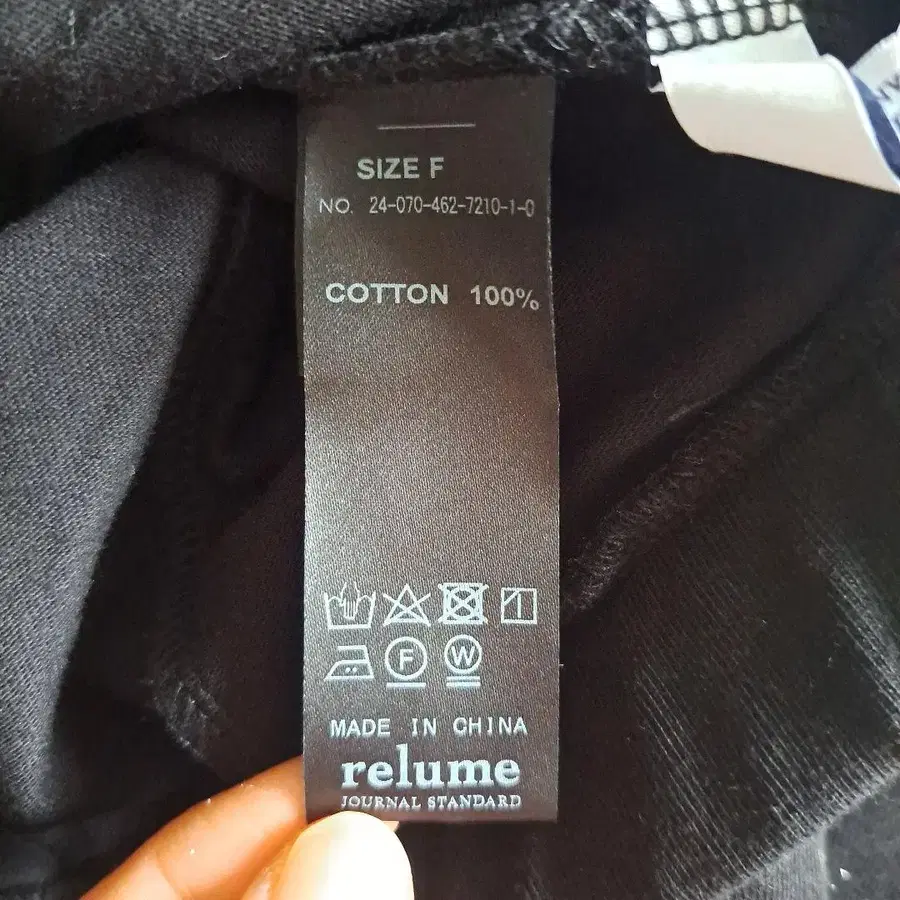 SIZE F
NO. 24-070-462-7210-1-0
COTTON 100%
F W
MADE IN CHINA
relume
JOURNAL STANDARD